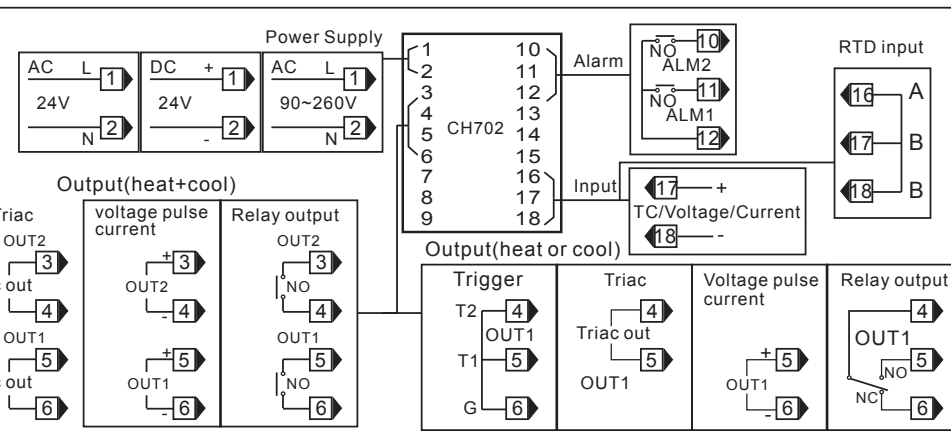 Power Supply
AC L 1
24V
N 2
DC + 1
24V
- 2
AC L 1
90~260V
N 2
1
2
3
4
5
6
7
8
9
CH702
10
11
12
13
14
15
16
17
18
Alarm
NO 10
ALM2
NO 11
ALM1
12
RTD input
16 A
17 B
18 B
Input
17 +
TC/Voltage/Current
18 -
Output(heat+cool)
OUT2
3
out
4
OUT1
5
out
6
voltage pulse
current
+ 3
OUT2
- 4
+ 5
OUT1
- 6
Relay output
OUT2
3
NO
4
OUT1
5
NO
6
Output(heat or cool)
Trigger
T2 4
OUT1
T1 5
G 6
Triac
4
Triac out
5
OUT1
Voltage pulse
current
+ 5
OUT1
- 6
Relay output
4
OUT1
NO 5
NC 6